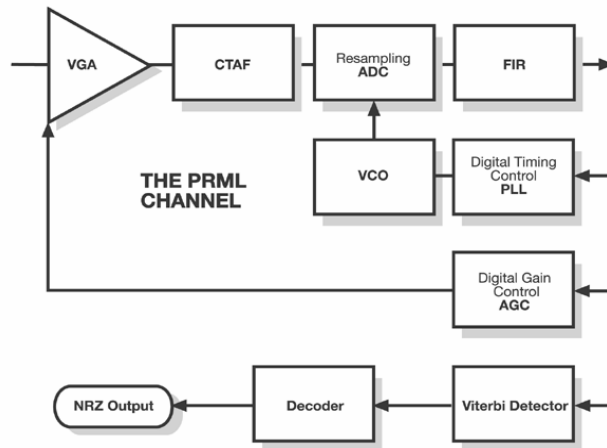 VGA
CTAF
Resampling
ADC
FIR
THE PRML
CHANNEL
VCO
Digital Timing
Control
PLL
Digital Gain
Control
AGC
NRZ Output
Decoder
Viterbi Detector